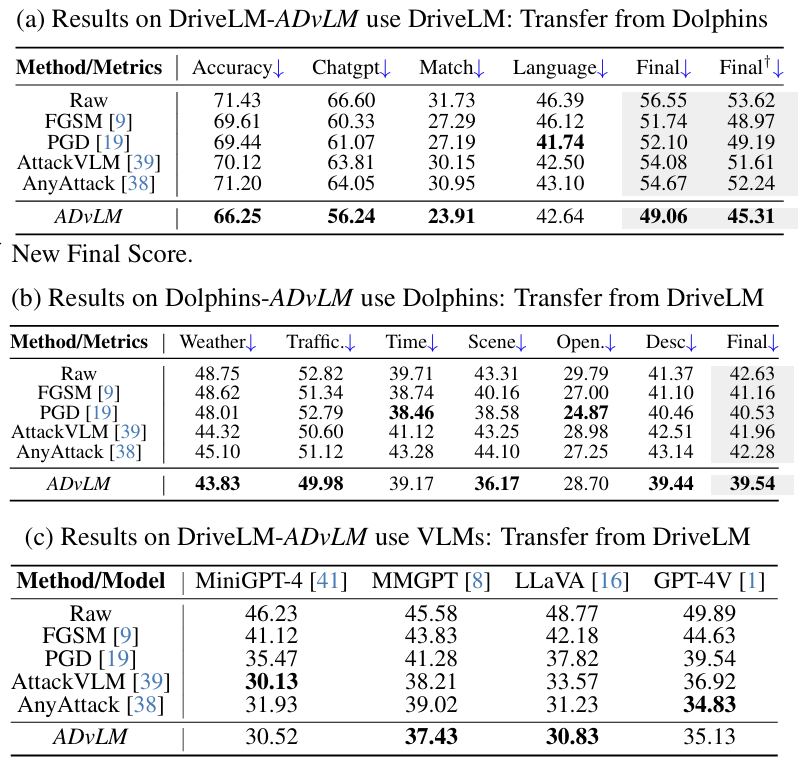 (a) Results on DriveLM-ADvLM use DriveLM: Transfer from Dolphins
Method/Metrics | Accuracy↓ Chatgpt↓ Match↓ Language↓ Final↓ Final†↓
Raw 71.43 66.60 31.73 46.39 56.55 53.62
FGSM [9] 69.61 60.33 27.29 46.12 51.74 48.97
PGD [19] 69.44 61.07 27.19 41.74 52.10 49.19
AttackVLM [39] 70.12 63.81 30.15 42.50 54.08 51.61
AnyAttack [38] 71.20 64.05 30.95 43.10 54.67 52.24
ADvLM 66.25 56.24 23.91 42.64 49.06 45.31
New Final Score.
(b) Results on Dolphins-ADvLM use Dolphins: Transfer from DriveLM
Method/Metrics | Weather↓ Traffic.↓ Time↓ Scene↓ Open.↓ Desc↓ Final↓
Raw 48.75 52.82 39.71 43.31 29.79 41.37 42.63
FGSM [9] 48.62 51.34 38.74 40.16 27.00 41.10 41.16
PGD [19] 48.01 52.79 38.46 38.58 24.87 40.46 40.53
AttackVLM [39] 44.32 50.60 41.12 43.25 28.98 42.51 41.96
AnyAttack [38] 45.10 51.12 43.28 44.10 27.25 43.14 42.28
ADvLM 43.83 49.98 39.17 36.17 28.70 39.44 39.54
(c) Results on DriveLM-ADvLM use VLMs: Transfer from DriveLM
Method/Model | MiniGPT-4 [41] MMGPT [8] LLaVA [16] GPT-4V [1]
Raw 46.23 45.58 48.77 49.89
FGSM [9] 41.12 43.83 42.18 44.63
PGD [19] 35.47 41.28 37.82 39.54
AttackVLM [39] 30.13 38.21 33.57 36.92
AnyAttack [38] 31.93 39.02 31.23 34.83
ADvLM 30.52 37.43 30.83 35.13